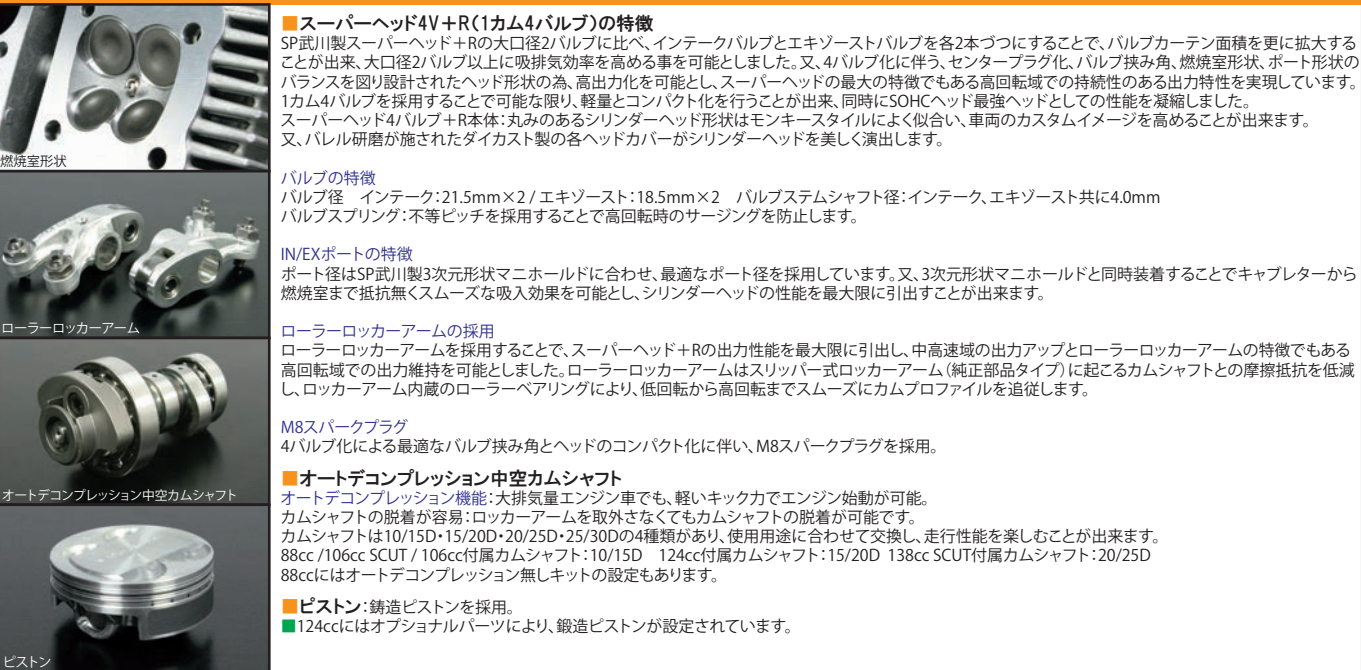 ■スーパーヘッド4V+R(1カム4バルブ)の特徴
SP武川製スーパーヘッド+Rの大口径2バルブに比べ、インテークバルブとエキゾーストバルブを各2本づつにすることで、バルブカーテン面積を更に拡大する
ことが出来、大口径2バルブ以上に吸排気効率を高める事を可能としました。又、4バルブ化に伴う、センタープラグ化、バルブ挟み角、燃焼室形状、ポート形状の
バランスを図り設計されたヘッド形状の為、高出力化を可能とし、スーパーヘッドの最大の特徴でもある高回転域での持続性のある出力特性を実現しています。
1カム4バルブを採用することで可能な限り、軽量とコンパクト化を行うことが出来、同時にSOHCヘッド最強ヘッドとしての性能を凝縮しました。
スーパーヘッド4バルブ+R本体:丸みのあるシリンダーヘッド形状はモンキースタイルによく似合い、車両のカスタムイメージを高めることが出来ます。
又、バレル研磨が施されたダイカスト製の各ヘッドカバーがシリンダーヘッドを美しく演出します。
燃焼室形状
バルブの特徴
バルブ径 インテーク:21.5mm×2 / エキゾースト:18.5mm×2 バルブステムシャフト径:インテーク、エキゾースト共に4.0mm
バルブスプリング:不等ピッチを採用することで高回転時のサージングを防止します。
IN/EXポートの特徴
ポート径はSP武川製3次元形状マニホールドに合わせ、最適なポート径を採用しています。又、3次元形状マニホールドと同時装着することでキャブレターから
燃焼室まで抵抗無くスムーズな吸入効果を可能とし、シリンダーヘッドの性能を最大限に引出すことが出来ます。
ローラーロッカーアーム
ローラーロッカーアームの採用
ローラーロッカーアームを採用することで、スーパーヘッド+Rの出力性能を最大限に引出し、中高速域の出力アップとローラーロッカーアームの特徴でもある
高回転域での出力維持を可能としました。ローラーロッカーアームはスリッパー式ロッカーアーム(純正部品タイプ)に起こるカムシャフトとの摩擦抵抗を低減
し、ロッカーアーム内蔵のローラーベアリングにより、低回転から高回転までスムーズにカムプロファイルを追従します。
M8スパークプラグ
4バルブ化による最適なバルブ挟み角とヘッドのコンパクト化に伴い、M8スパークプラグを採用。
■オートデコンプレッション中空カムシャフト
オートデコンプレッション中空カムシャフト
オートデコンプレッション機能:大排気量エンジン車でも、軽いキック力でエンジン始動が可能。
カムシャフトの脱着が容易:ロッカーアームを取外さなくてもカムシャフトの脱着が可能です。
カムシャフトは10/15D・15/20D・20/25D・25/30Dの4種類があり、使用用途に合わせて交換し、走行性能を楽しむことが出来ます。
88cc /106cc SCUT / 106cc付属カムシャフト:10/15D 124cc付属カムシャフト:15/20D 138cc SCUT付属カムシャフト:20/25D
88ccにはオートデコンプレッション無しキットの設定もあります。
■ピストン:鋳造ピストンを採用。
■124ccにはオプショナルパーツにより、鍛造ピストンが設定されています。
ピストン